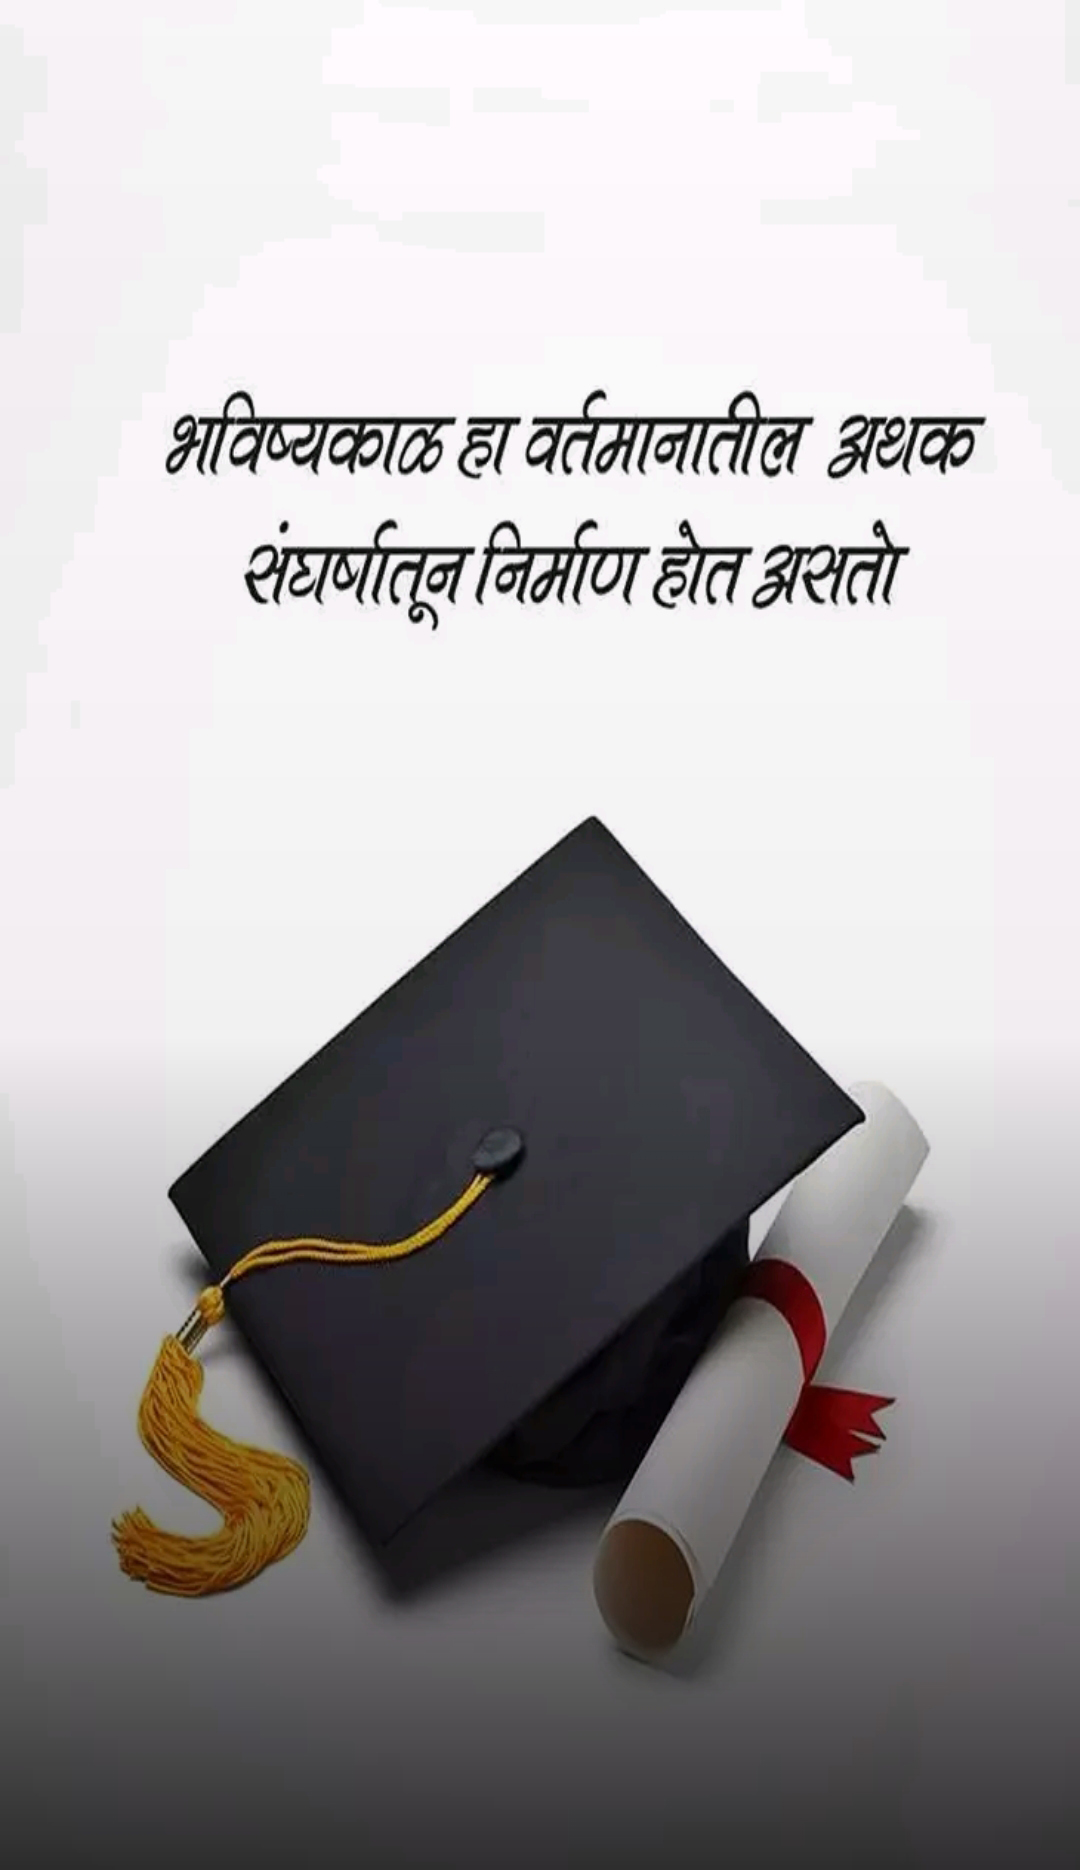 भविष्यकाळ हा वर्तमानातील अथक
संघर्षातून निर्माण होत असतो